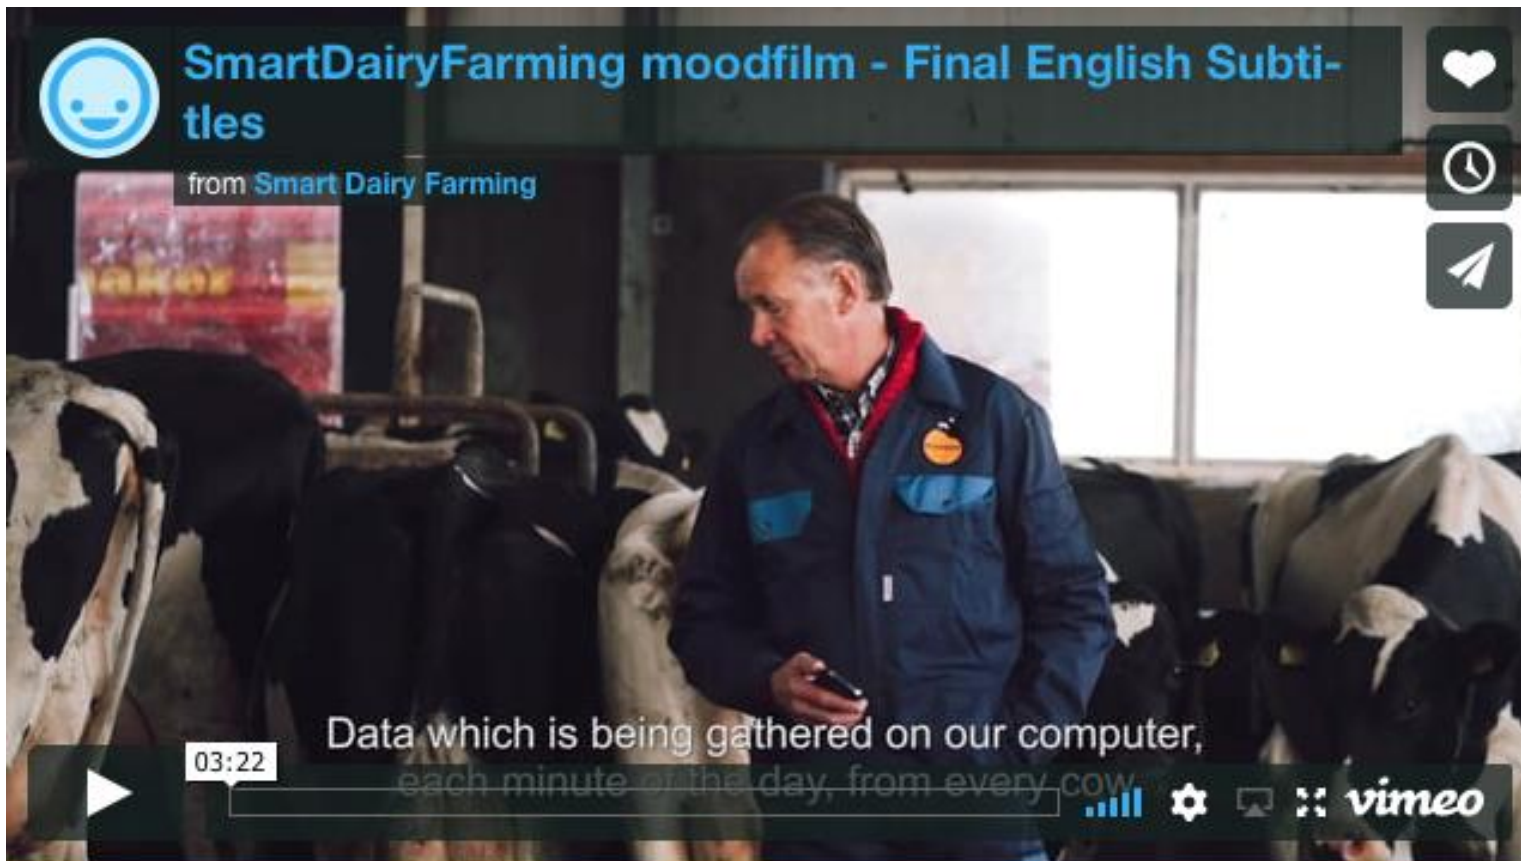 SmartDairyFarming moodfilm - Final English Subti-
tles
from Smart Dairy Farming
aker
Data which is being gathered on our computer,
each minute of the day, from every cow
03:22
vimeo